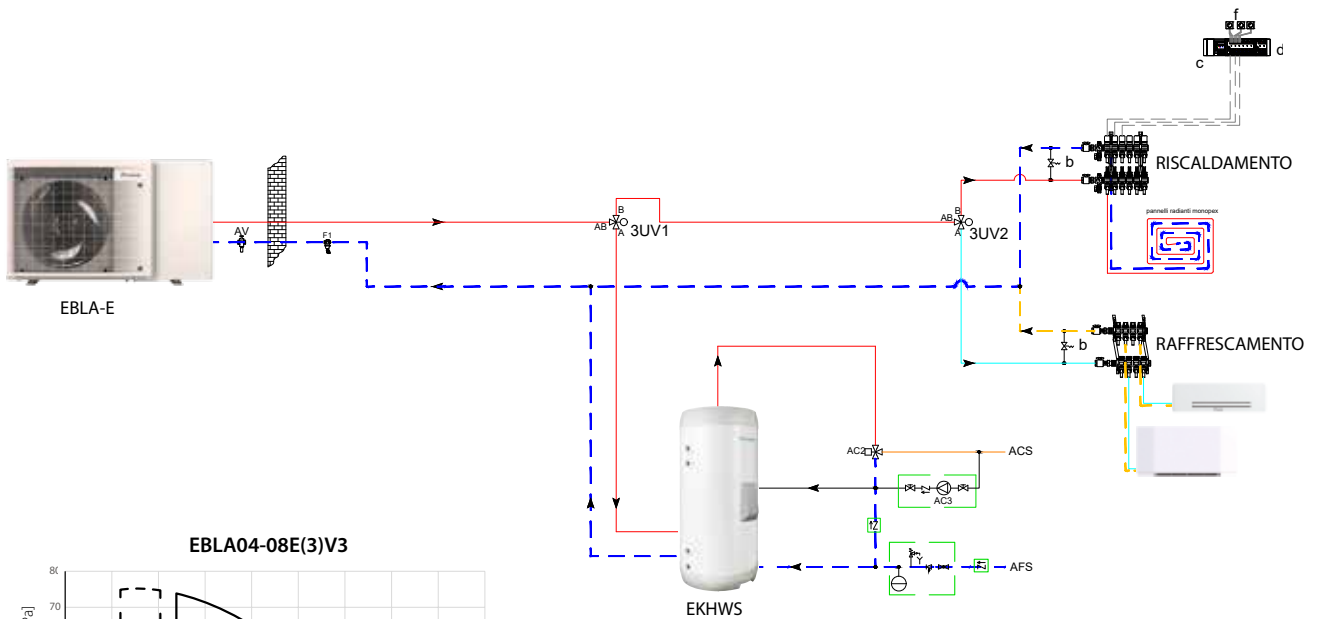 f
c
d
b
RISCALDAMENTO
pannelli radianti monopex
B
AB
3UV1
A
B
AB
3UV2
A
AV
F1
EBLA-E
b
RAFFRESCAMENTO
AC2
ACS
AC3
EBLA04-08E(3)V3
Y
AFS
EKHWS
80
70